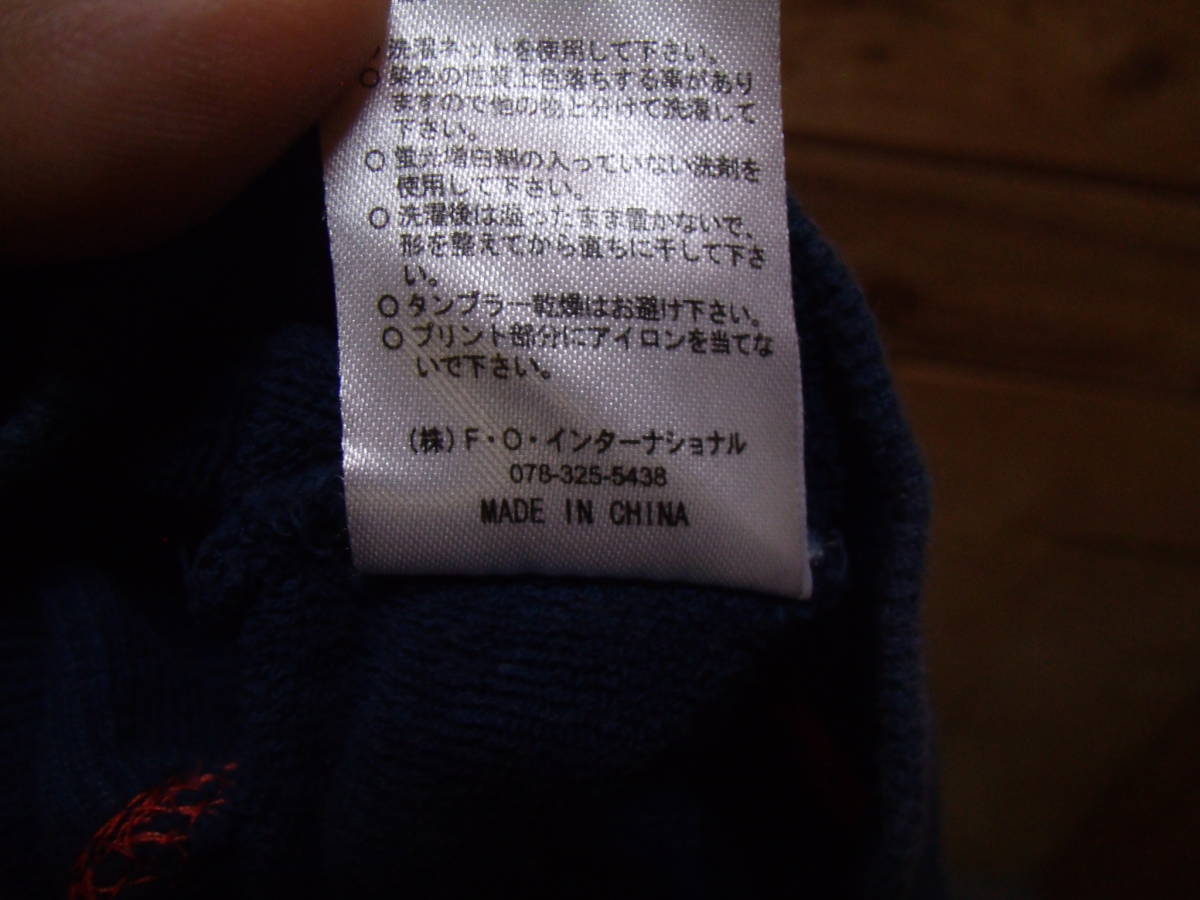 洗濯ネットを使用して下さい。
○ 染色の性質上色落ちする事があり
ますので他の物と分けて洗濯して
下さい。
○ 蛍光増白剤の入っていない洗剤を
使用して下さい。
○ 洗濯後は湿ったまま置かないで、
形を整えてから直ちに干して下さ
い。
○ タンブラー乾燥はお避け下さい。
○ プリント部分にアイロンを当てな
いで下さい。
(株)F・O・インターナショナル
078-325-5438
MADE IN CHINA